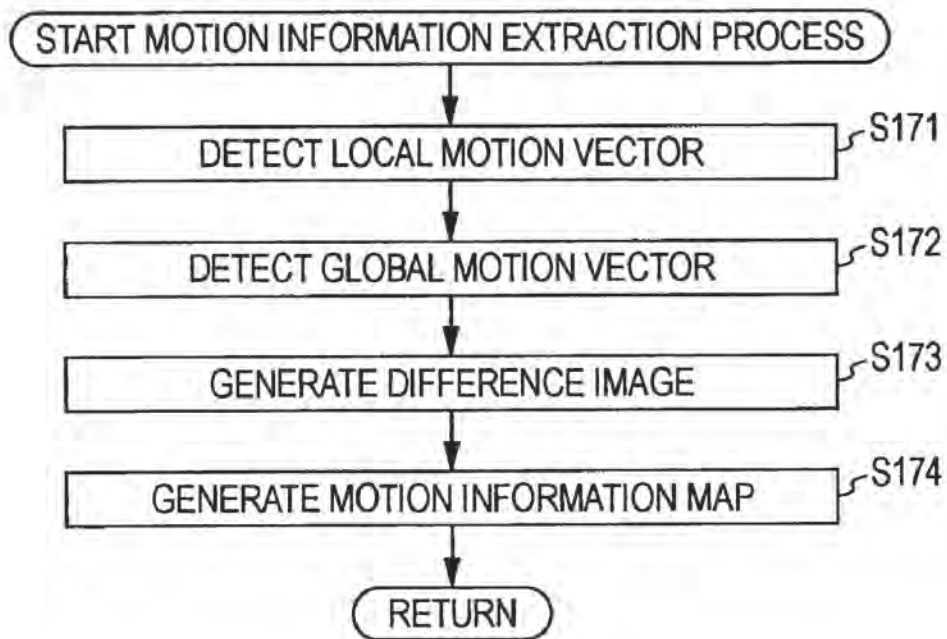 START MOTION INFORMATION EXTRACTION PROCESS
S171
DETECT LOCAL MOTION VECTOR
S172
DETECT GLOBAL MOTION VECTOR
S173
GENERATE DIFFERENCE IMAGE
S174
GENERATE MOTION INFORMATION MAP
RETURN